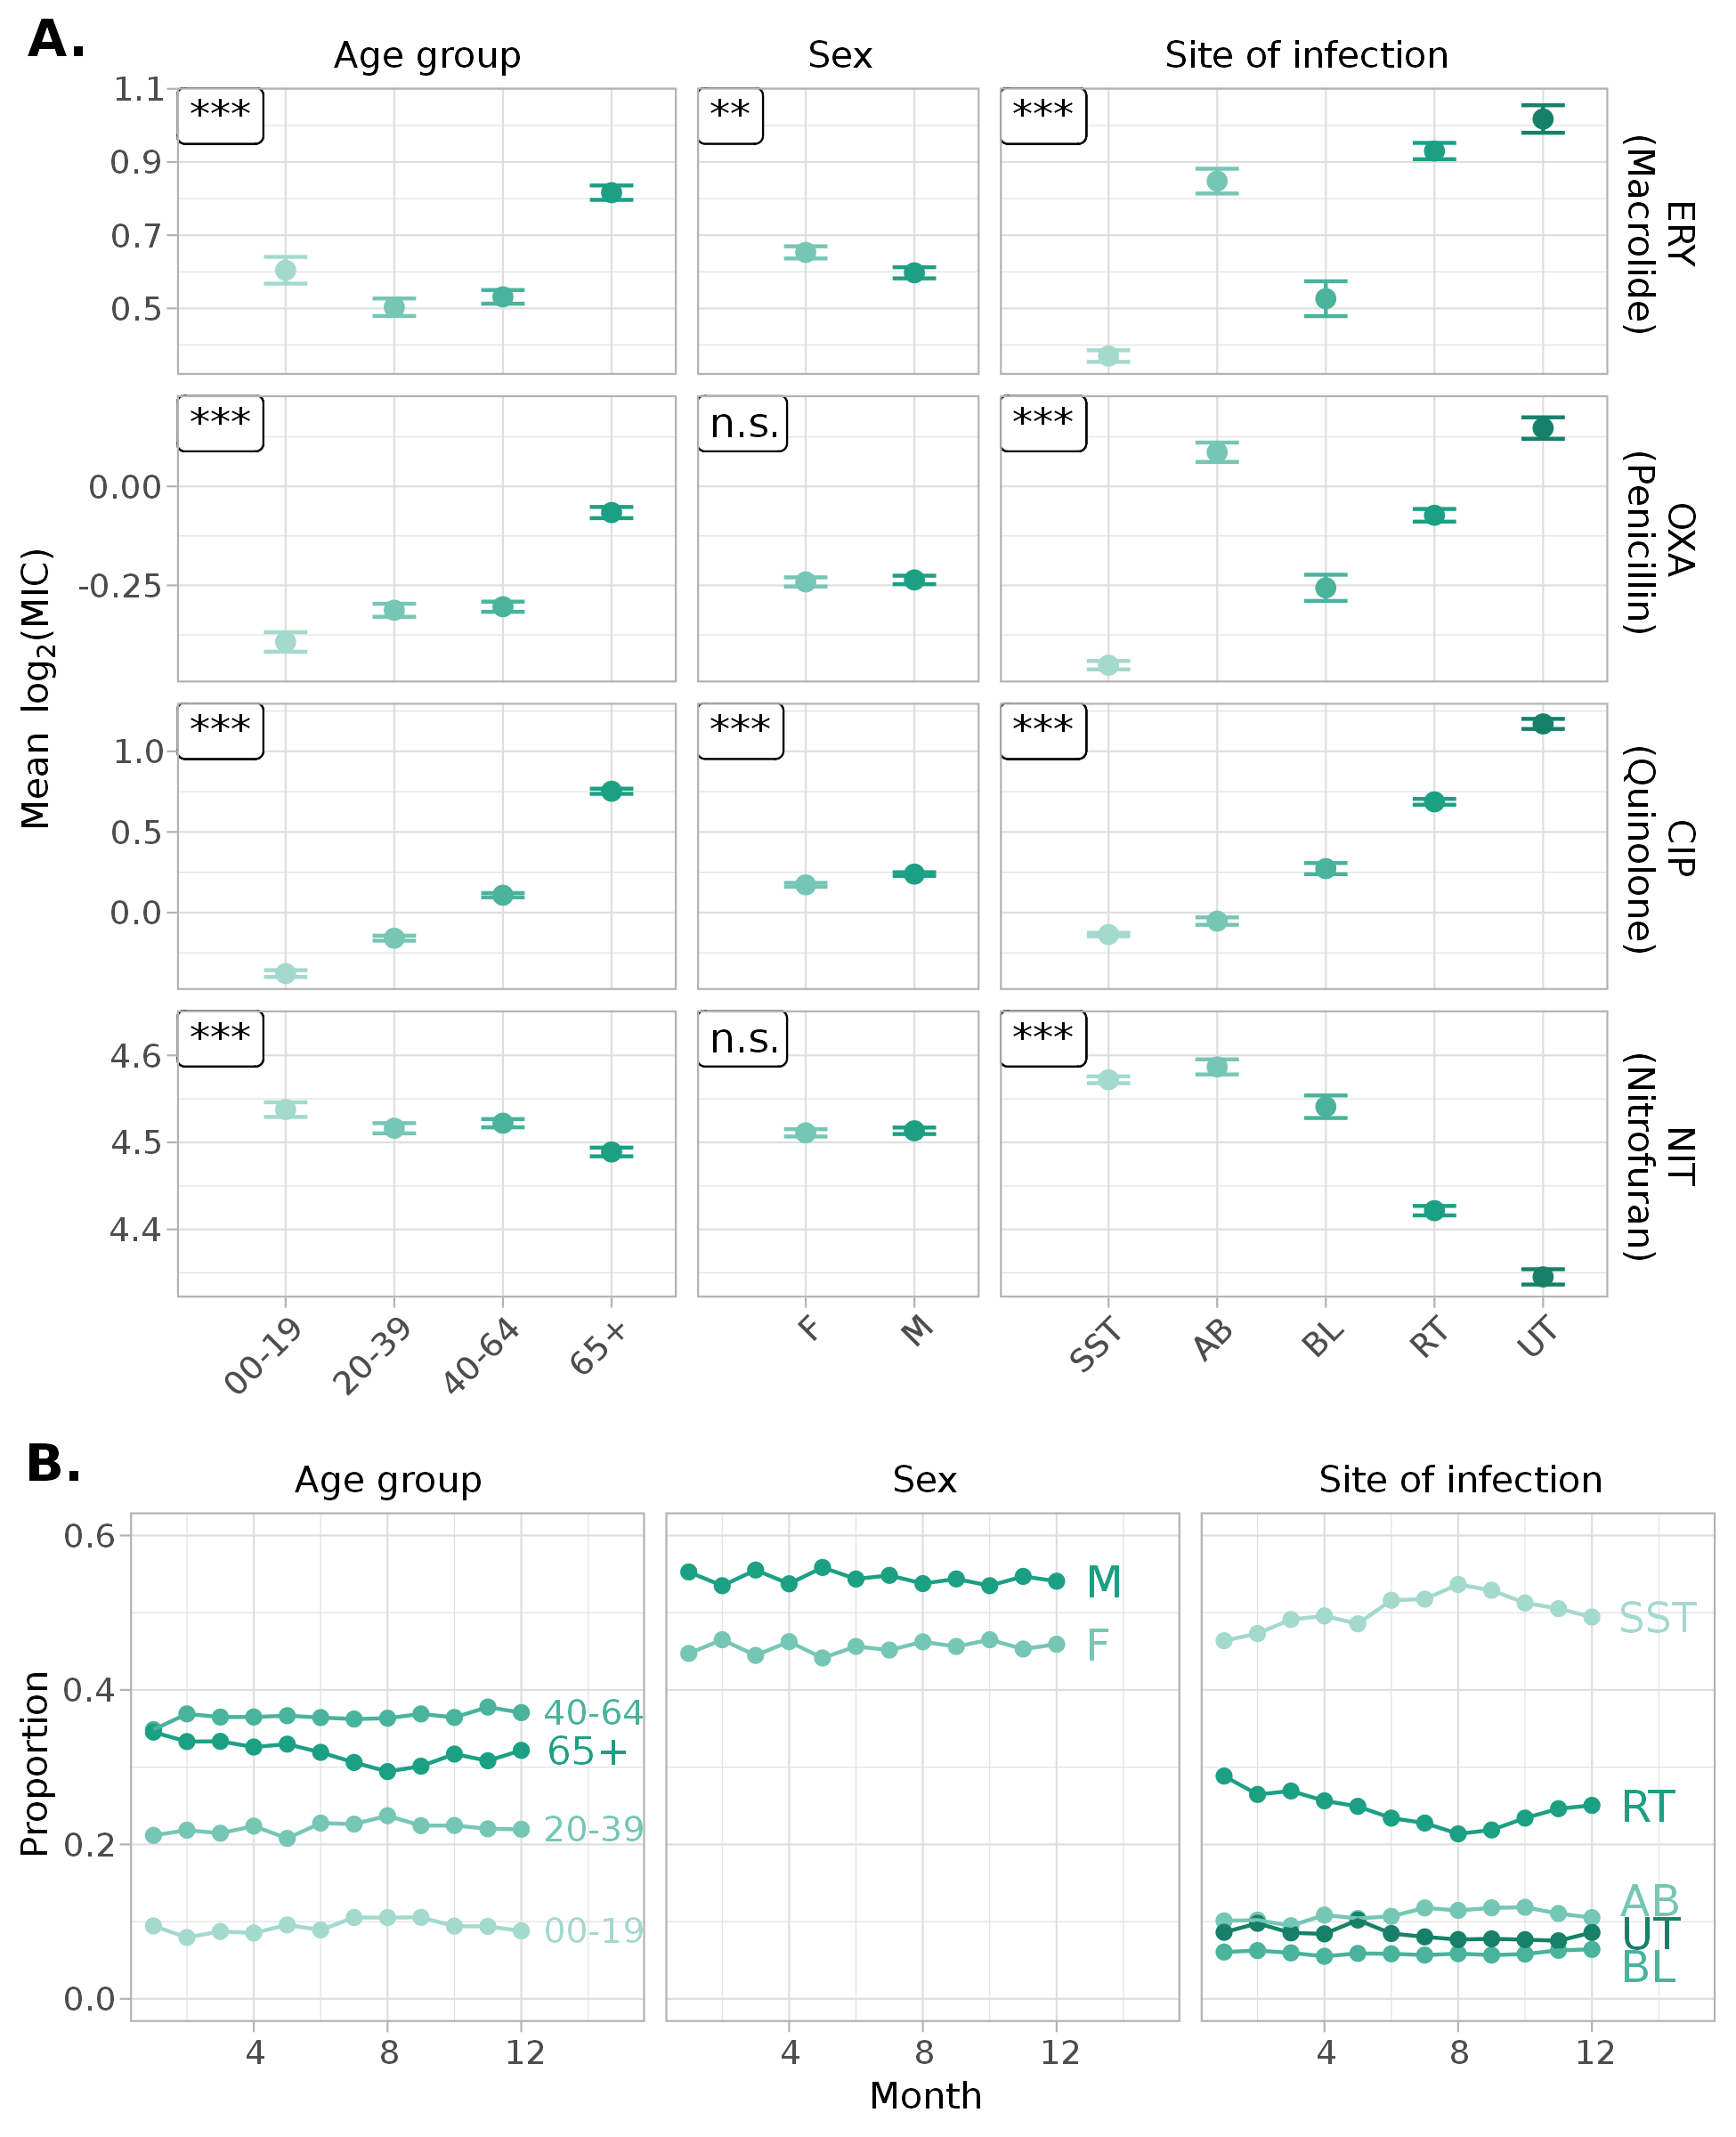 A.
Age group
Sex
Site of infection
1.1
0.9
0.7
0.5
***
**
***
ERY
(Macrolide)
0.00
-0.25
***
n.s.
***
OXA
(Penicillin)
Mean log2(MIC)
1.0
0.5
0.0
***
***
***
CIP
(Quinolone)
4.6
4.5
4.4
***
n.s.
***
NIT
(Nitrofuran)
00-19
20-39
40-64
65+
F
M
SST
AB
BL
RT
UT
B.
Age group
Sex
Site of infection
Proportion
0.6
0.4
0.2
0.0
40-64
65+
20-39
00-19
M
F
SST
RT
AB
UT
BL
4
8
12
4
8
12
4
8
12
Month